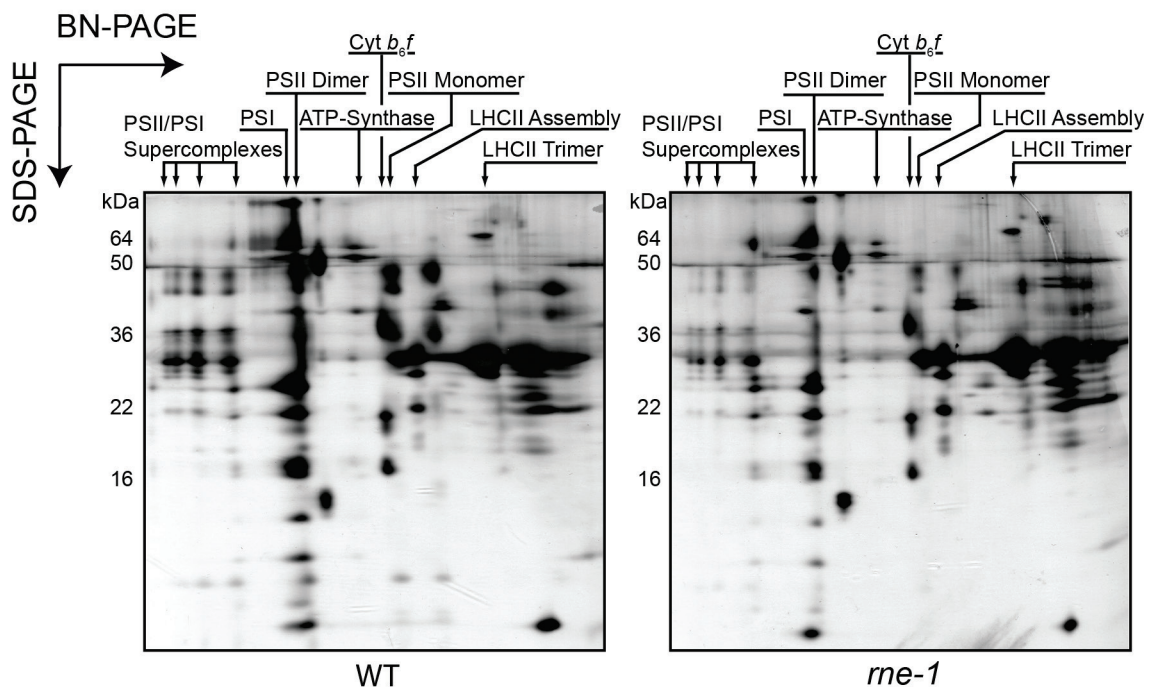 BN-PAGE
SDS-PAGE
Cyt b6f
PSII Dimer
PSII Monomer
PSII/PSI
Supercomplexes
PSI
ATP-Synthase
LHCII Assembly
LHCII Trimer
kDa
64
50
36
22
16
WT
Cyt b6f
PSII Dimer
PSII Monomer
PSII/PSI
Supercomplexes
PSI
ATP-Synthase
LHCII Assembly
LHCII Trimer
kDa
64
50
36
22
16
rne-1